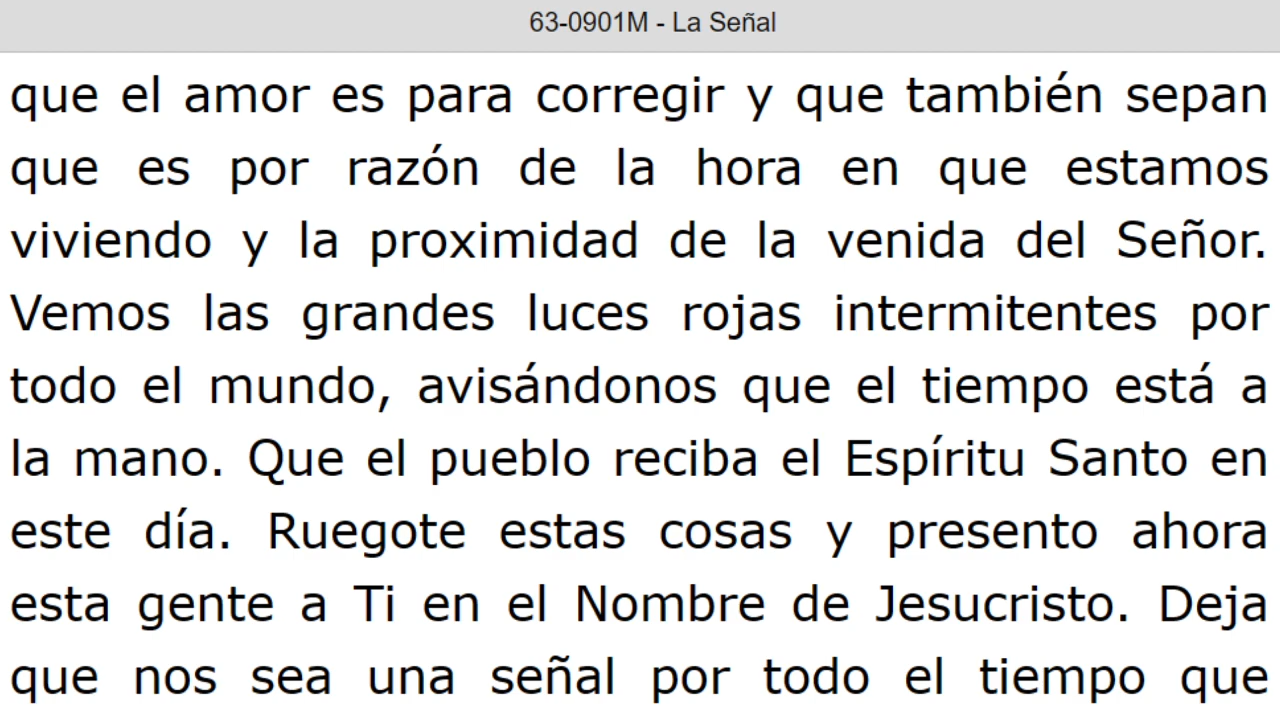 63-0901M - La Señal
que el amor es para corregir y que también sepan
que es por razón de la hora en que estamos
viviendo y la proximidad de la venida del Señor.
Vemos las grandes luces rojas intermitentes por
todo el mundo, avisándonos que el tiempo está a
la mano. Que el pueblo reciba el Espíritu Santo en
este día. Ruegote estas cosas y presento ahora
esta gente a Ti en el Nombre de Jesucristo. Deja
que nos sea una señal por todo el tiempo que